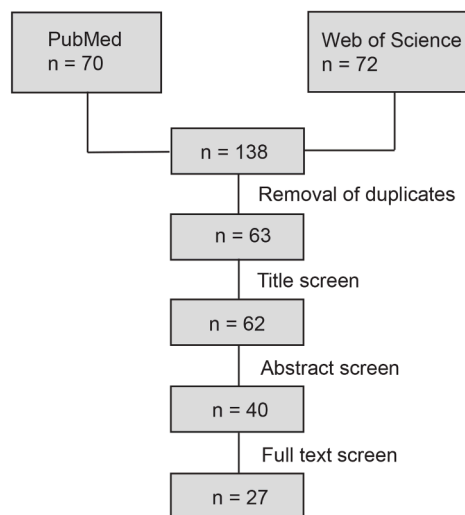 PubMed
n = 70
Web of Science
n = 72
n = 138
Removal of duplicates
n = 63
Title screen
n = 62
Abstract screen
n = 40
Full text screen
n = 27